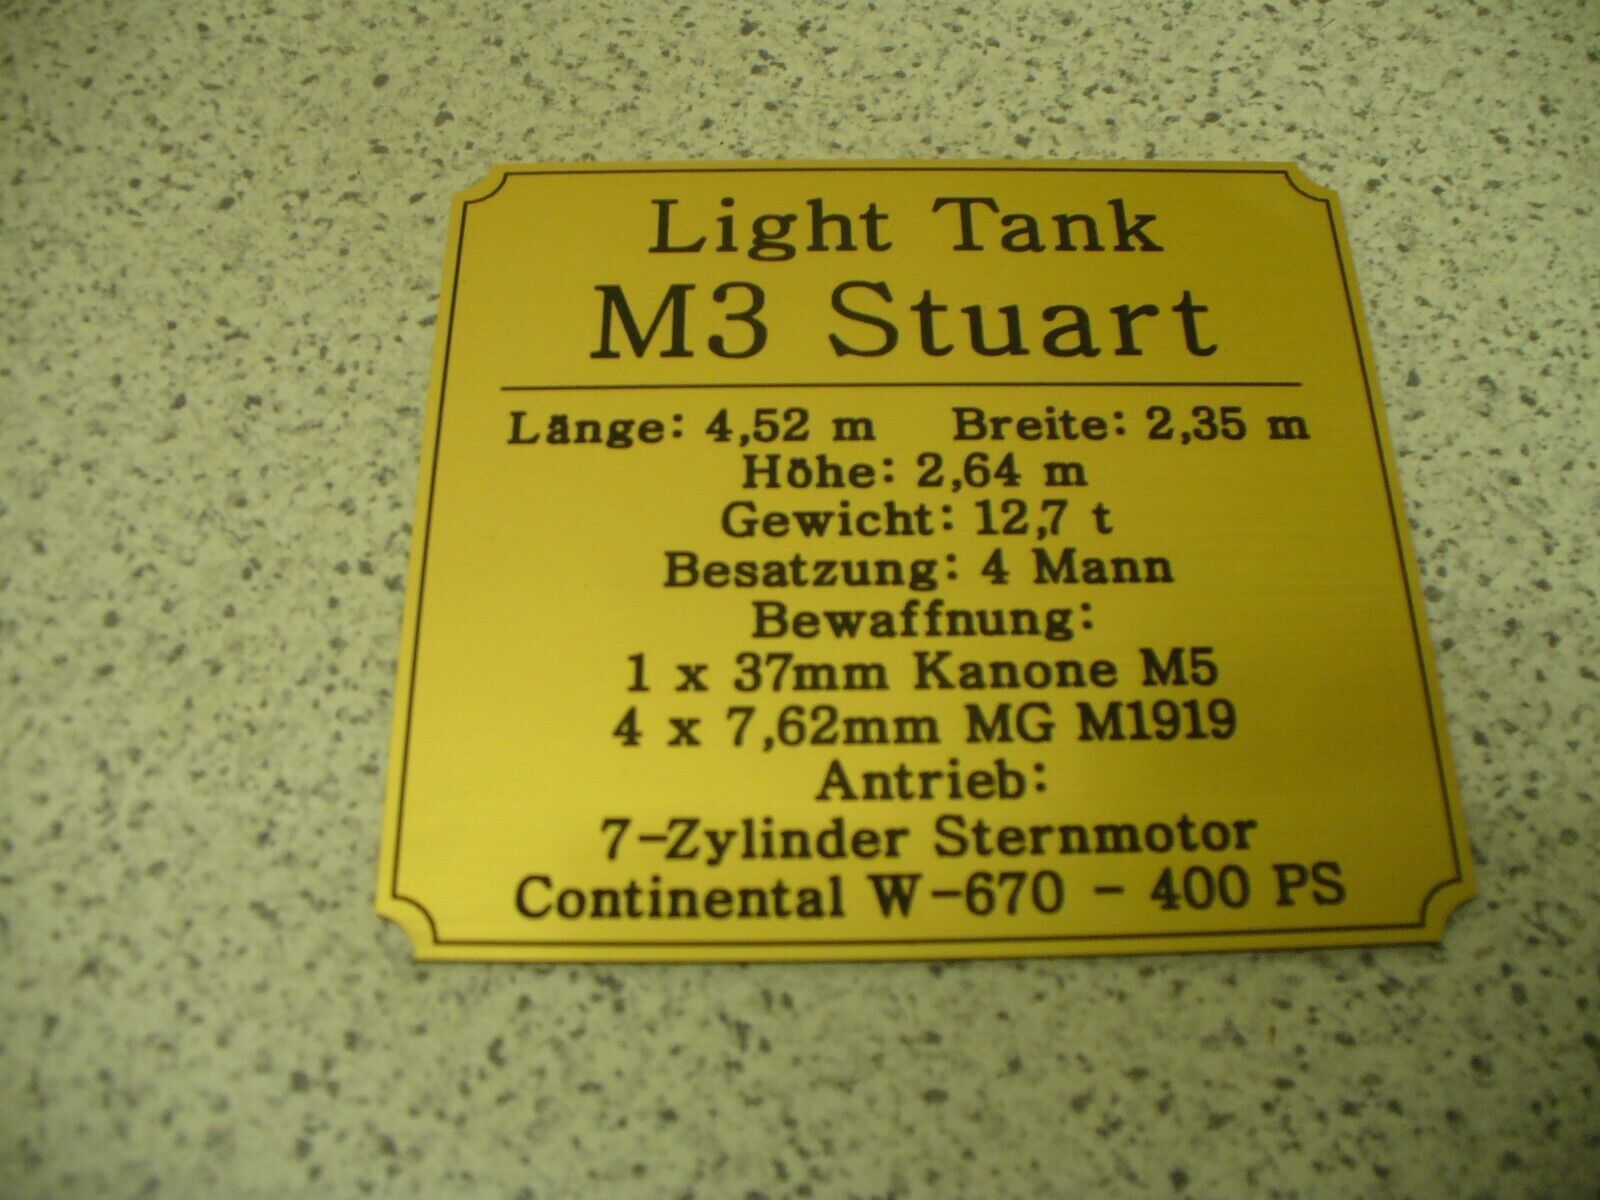 Light Tank
M3 Stuart
Länge: 4,52 m Breite: 2,35 m
Höhe: 2,64 m
Gewicht: 12,7 t
Besatzung: 4 Mann
Bewaffnung:
1 x 37mm Kanone M5
4 x 7,62mm MG M1919
Antrieb:
7-Zylinder Sternmotor
Continental W-670 - 400 PS